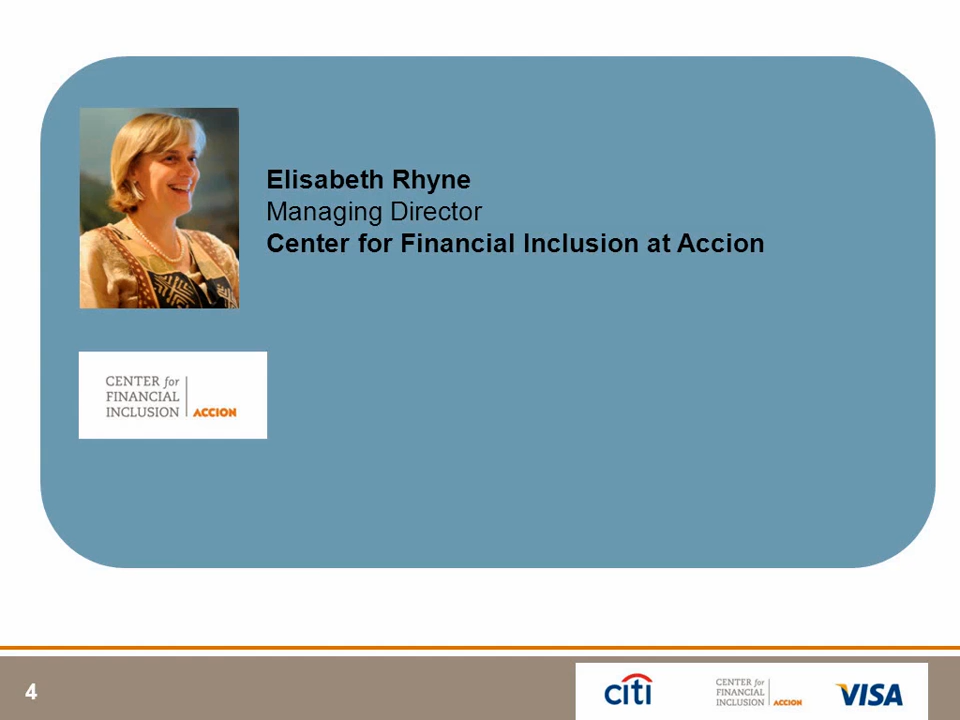 Elisabeth Rhyne
Managing Director
Center for Financial Inclusion at Accion
CENTER for
FINANCIAL
INCLUSION
ACCION
4
citi
CENTER for
FINANCIAL
INCLUSION
ACCION
VISA